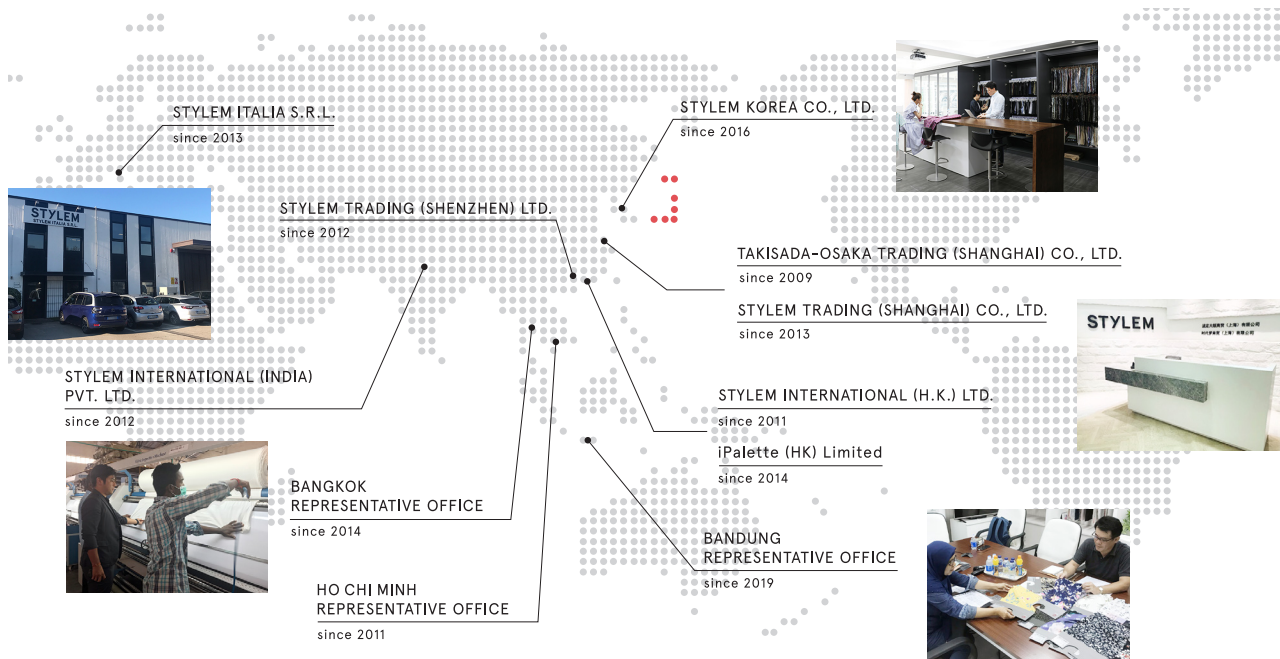 STYLEM ITALIA S.R.L.
since 2013
STYLEM KOREA CO., LTD.
since 2016
STYLEM
STYLEM ITALIA S.R.L.
STYLEM TRADING (SHENZHEN) LTD.
since 2012
TAKISADA-OSAKA TRADING (SHANGHAI) CO., LTD.
since 2009
STYLEM TRADING (SHANGHAI) CO., LTD.
since 2013
STYLEM
STYLEM INTERNATIONAL (INDIA)
PVT. LTD.
since 2012
STYLEM INTERNATIONAL (H.K.) LTD.
since 2011
iPalette (HK) Limited
since 2014
BANGKOK
REPRESENTATIVE OFFICE
since 2014
BANDUNG
REPRESENTATIVE OFFICE
since 2019
HO CHI MINH
REPRESENTATIVE OFFICE
since 2011